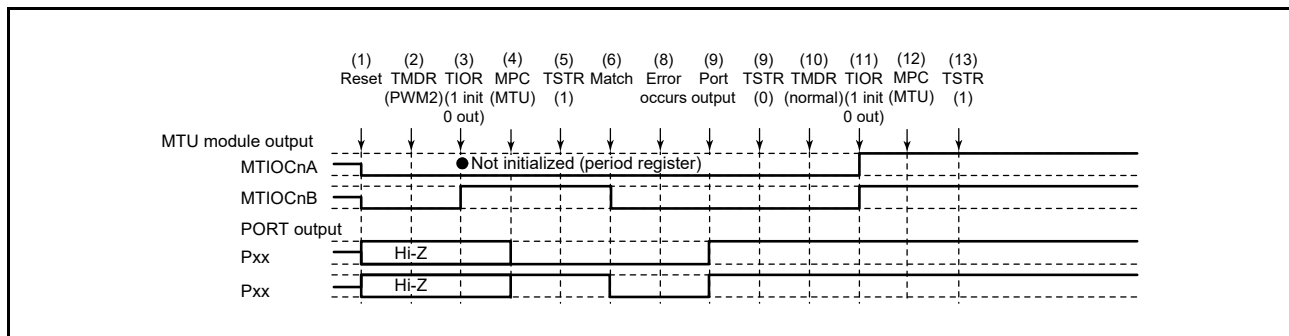 (1) (2) (3) (4) (5) (6) (8) (9) (9) (10) (11) (12) (13)
Reset TMDR TIOR MPC TSTR Match Error Port TSTR TMDR TIOR MPC TSTR
(PWM2) (1 init (MTU) (1) occurs output (0) (normal) (1 init (MTU) (1)
0 out) 0 out)
MTU module output
MTIOCnA ●Not initialized (period register)
MTIOCnB
PORT output
Pxx Hi-Z
Pxx Hi-Z